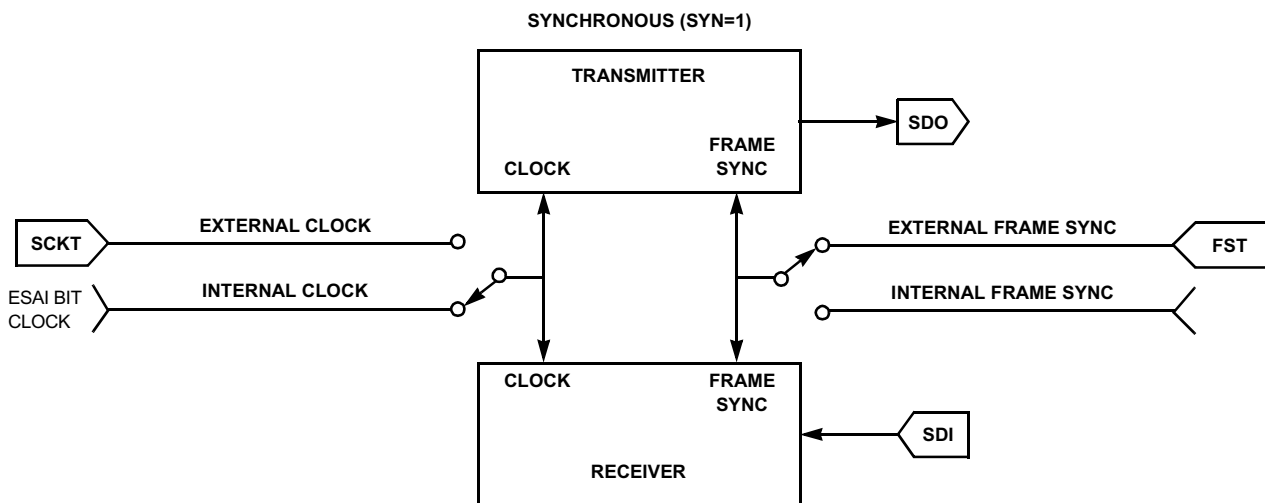 SYNCHRONOUS (SYN=1)
TRANSMITTER
SDO
FRAME
SYNC
CLOCK
EXTERNAL CLOCK
EXTERNAL FRAME SYNC
SCKT
FST
ESAI BIT
CLOCK
INTERNAL CLOCK
INTERNAL FRAME SYNC
CLOCK
FRAME
SYNC
SDI
RECEIVER